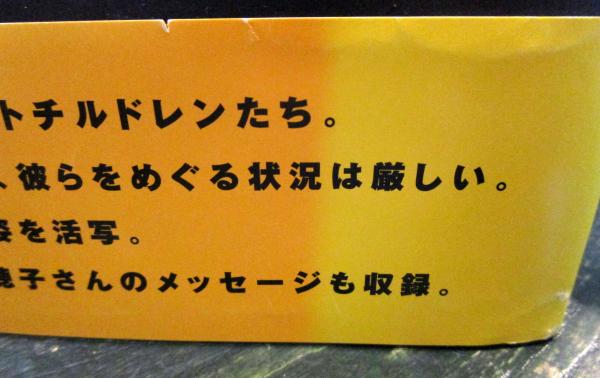 トチルドレンたち。
、彼らをめぐる状況は厳しい。
姿を活写。
子さんのメッセージも収録。